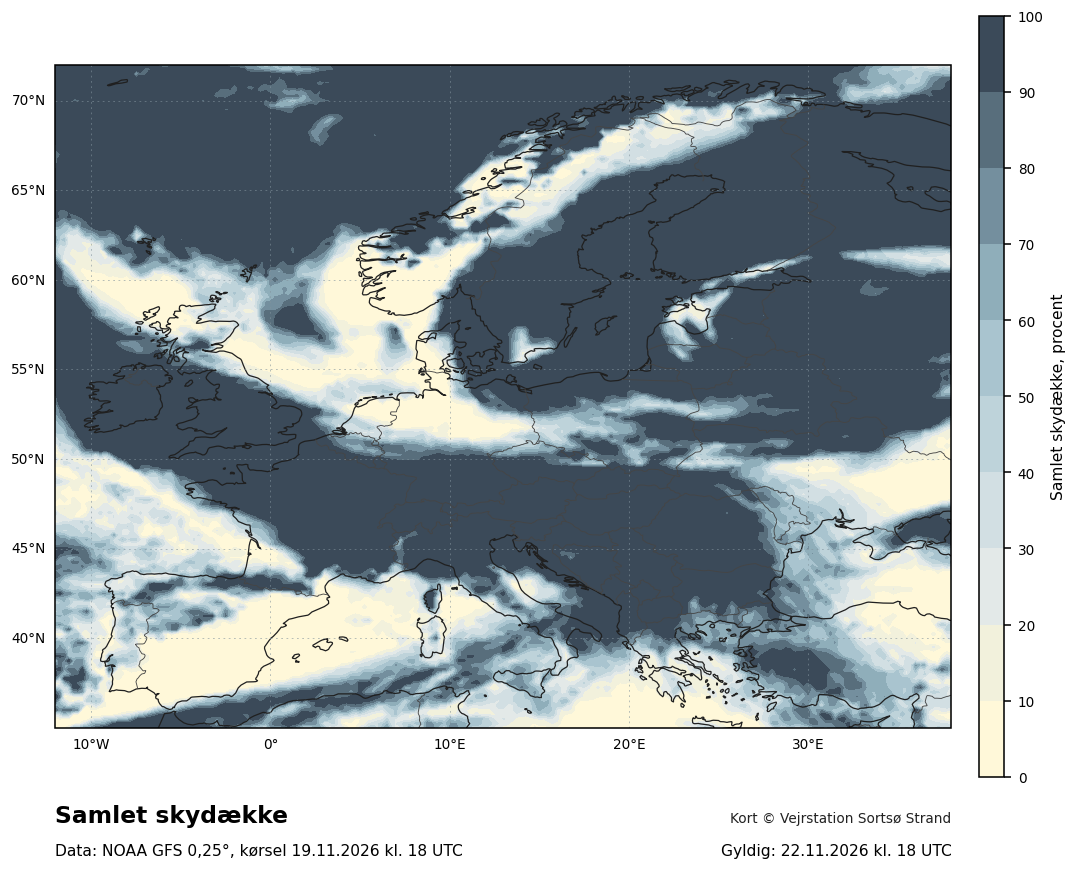 100
90
80
70
60
50
40
30
20
10
0
Samlet skydække, procent
70°N
65°N
60°N
55°N
50°N
45°N
40°N
10°W
0°
10°E
20°E
30°E
Samlet skydække
Kort © Vejrstation Sortsø Strand
Data: NOAA GFS 0,25°, kørsel 19.11.2026 kl. 18 UTC
Gyldig: 22.11.2026 kl. 18 UTC